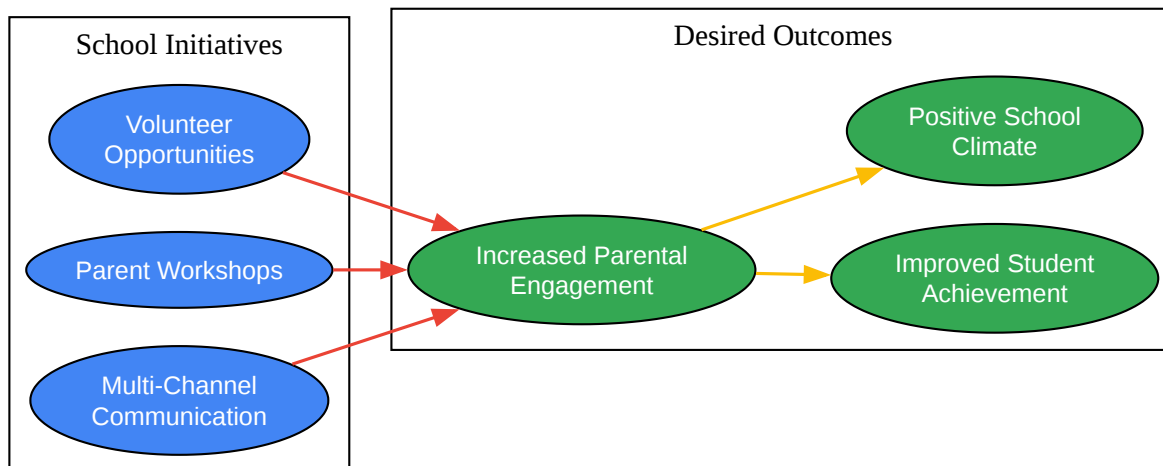 School Initiatives
Volunteer
Opportunities
Parent Workshops
Multi-Channel
Communication
Desired Outcomes
Increased Parental
Engagement
Positive School
Climate
Improved Student
Achievement